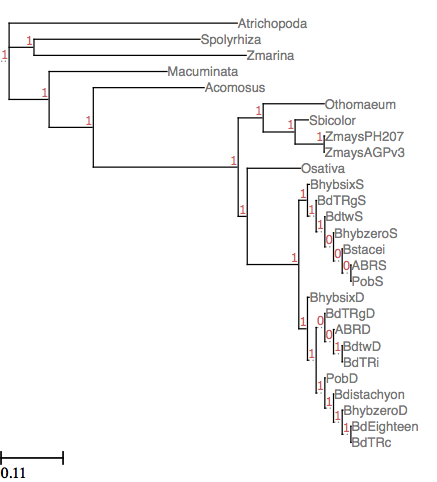 Atrichopoda
1
Spolyrhiza
1
Zmarina
1
Macuminata
1
Acomosus
Othomaeum
1
Sbicolor
1
ZmaysPH207
1
ZmaysAGPv3
1
Osativa
BhybsixS
1
BdTRgS
1
BdtwS
1
BhybzeroS
0
Bstacei
0
ABRS
0
PobS
1
1
BhybsixD
1
BdTRgD
0
ABRD
0
BdtwD
1
BdTRi
1
PobD
1
Bdistachyon
1
BhybzeroD
1
BdEighteen
1
BdTRc
0.11